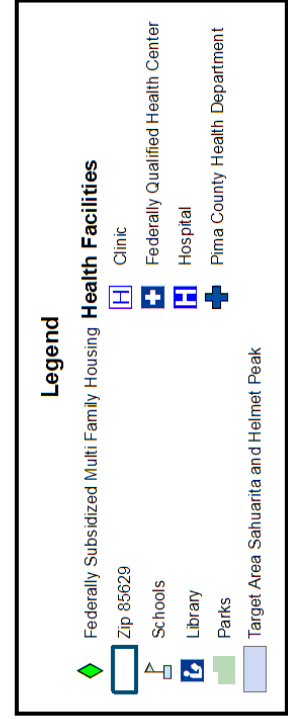 Legend
Federally Subsidized Multi Family Housing
Zip 85629
Schools
Library
Parks
Target Area Sahuarita and Helmet Peak
Health Facilities
H Clinic
Federally Qualified Health Center
H Hospital
Pima County Health Department